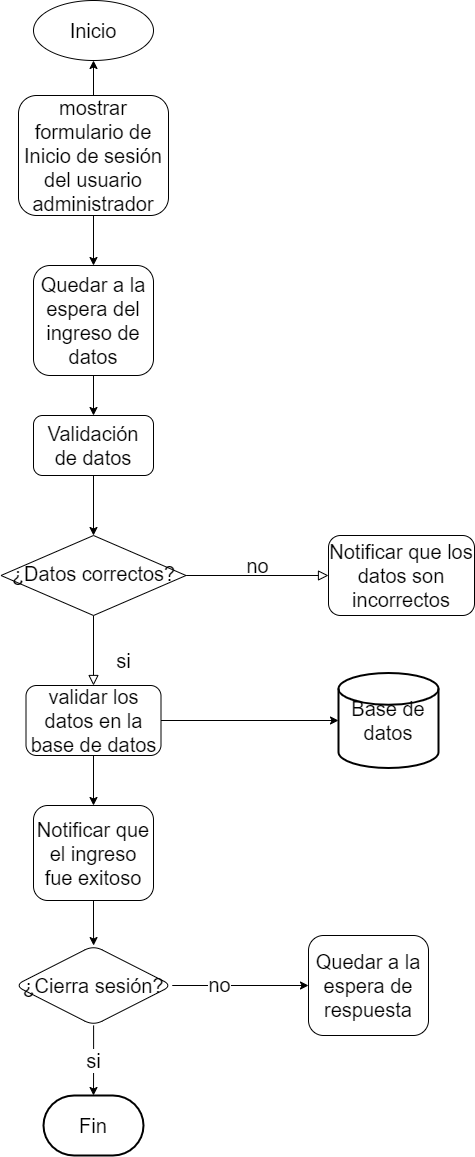 Inicio
mostrar
formulario de
Inicio de sesión
del usuario
administrador
Quedar a la
espera del
ingreso de
datos
Validación
de datos
¿Datos correctos?
no
Notificar que los
datos son
incorrectos
si
validar los
datos en la
base de datos
Base de
datos
Notificar que
el ingreso
fue exitoso
¿Cierra sesión?
no
Quedar a la
espera de
respuesta
si
Fin